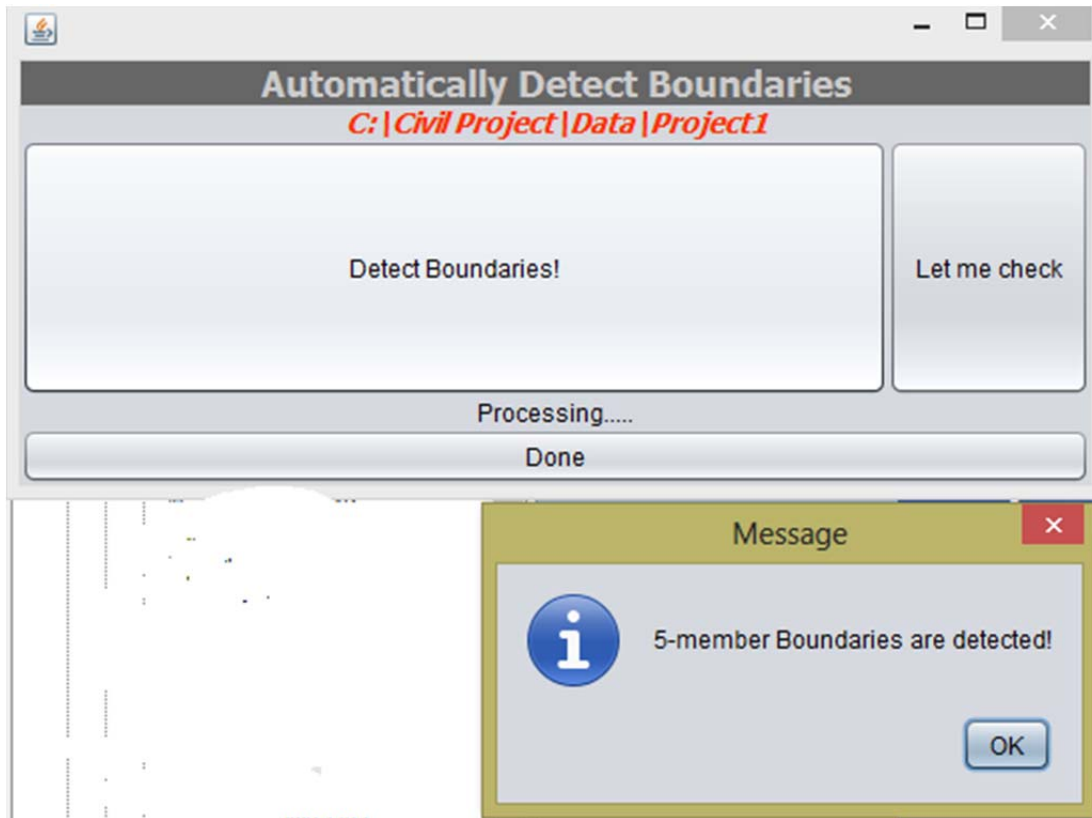 Automatically Detect Boundaries
C:|Civil Project|Data|Project1
Detect Boundaries!
Let me check
Processing.....
Done
Message
5-member Boundaries are detected!
OK